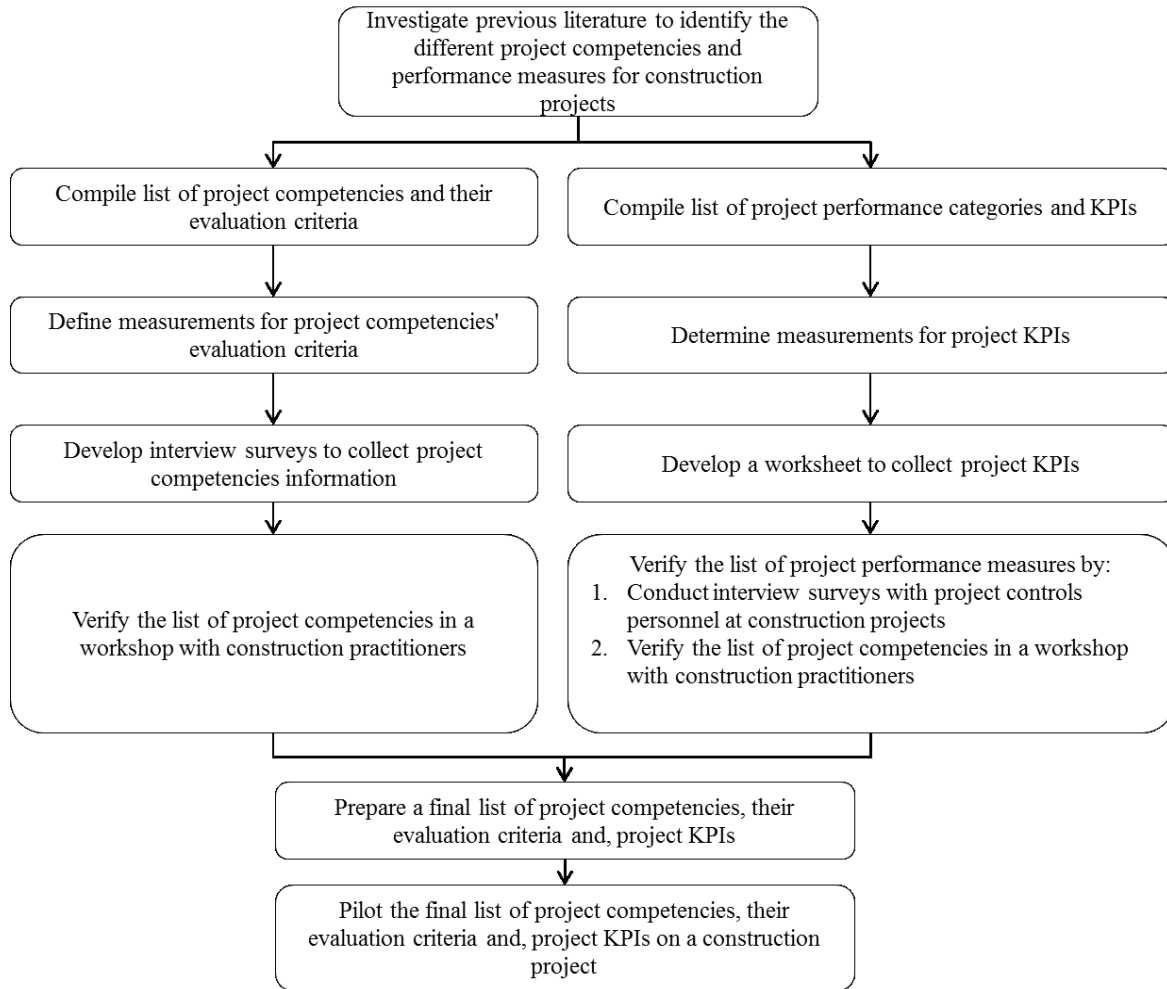 Investigate previous literature to identify the
different project competencies and
performance measures for construction
projects
Compile list of project competencies and their
evaluation criteria
Compile list of project performance categories and KPIs
Define measurements for project competencies'
evaluation criteria
Determine measurements for project KPIs
Develop interview surveys to collect project
competencies information
Develop a worksheet to collect project KPIs
Verify the list of project competencies in a
workshop with construction practitioners
Verify the list of project performance measures by:
1. Conduct interview surveys with project controls
personnel at construction projects
2. Verify the list of project competencies in a workshop
with construction practitioners
Prepare a final list of project competencies, their
evaluation criteria and, project KPIs
Pilot the final list of project competencies, their
evaluation criteria and, project KPIs on a construction
project